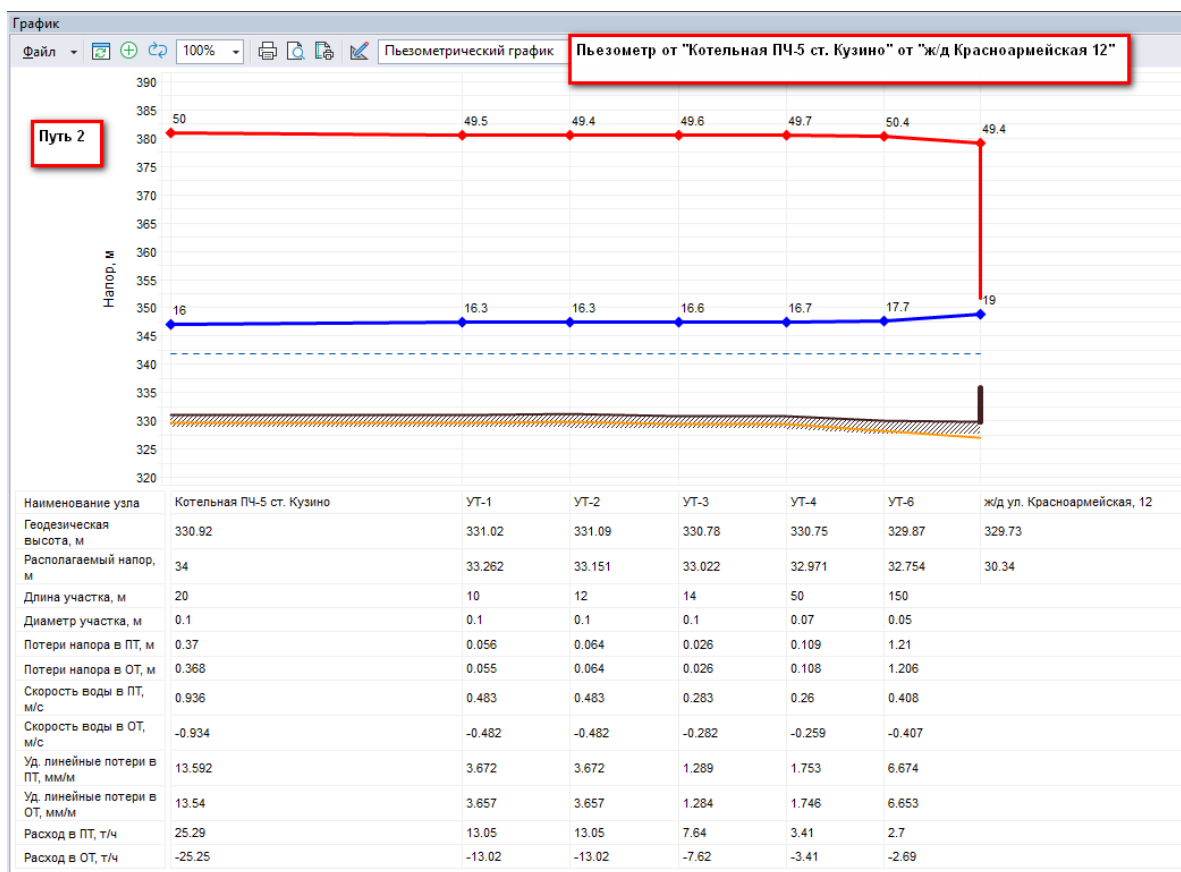 График
Файл 100% Пьезометрический график
Пьезометр от "Котельная ПЧ-5 ст. Кузино" от "ж/д Красноармейская 12"
Путь 2
Напор, м
390
385
380
375
370
365
360
355
350
345
340
335
330
325
320
50 49.5 49.4 49.6 49.7 50.4 49.4
16 16.3 16.3 16.6 16.7 17.7 19
Наименование узла Котельная ПЧ-5 ст. Кузино УТ-1 УТ-2 УТ-3 УТ-4 УТ-6 ж/д ул. Красноармейская, 12
Геодезическая
высота, м 330.92 331.02 331.09 330.78 330.75 329.87 329.73
Располагаемый напор,
м 34 33.262 33.151 33.022 32.971 32.754 30.34
Длина участка, м 20 10 12 14 50 150
Диаметр участка, м 0.1 0.1 0.1 0.1 0.07 0.05
Потери напора в ПТ, м 0.37 0.056 0.064 0.026 0.109 1.21
Потери напора в ОТ, м 0.368 0.055 0.064 0.026 0.108 1.206
Скорость воды в ПТ,
м/с 0.936 0.483 0.483 0.283 0.26 0.408
Скорость воды в ОТ,
м/с -0.934 -0.482 -0.482 -0.282 -0.259 -0.407
Уд. линейные потери в
ПТ, мм/м 13.592 3.672 3.672 1.289 1.753 6.674
Уд. линейные потери в
ОТ, мм/м 13.54 3.657 3.657 1.284 1.746 6.653
Расход в ПТ, т/ч 25.29 13.05 13.05 7.64 3.41 2.7
Расход в ОТ, т/ч -25.25 -13.02 -13.02 -7.62 -3.41 -2.69